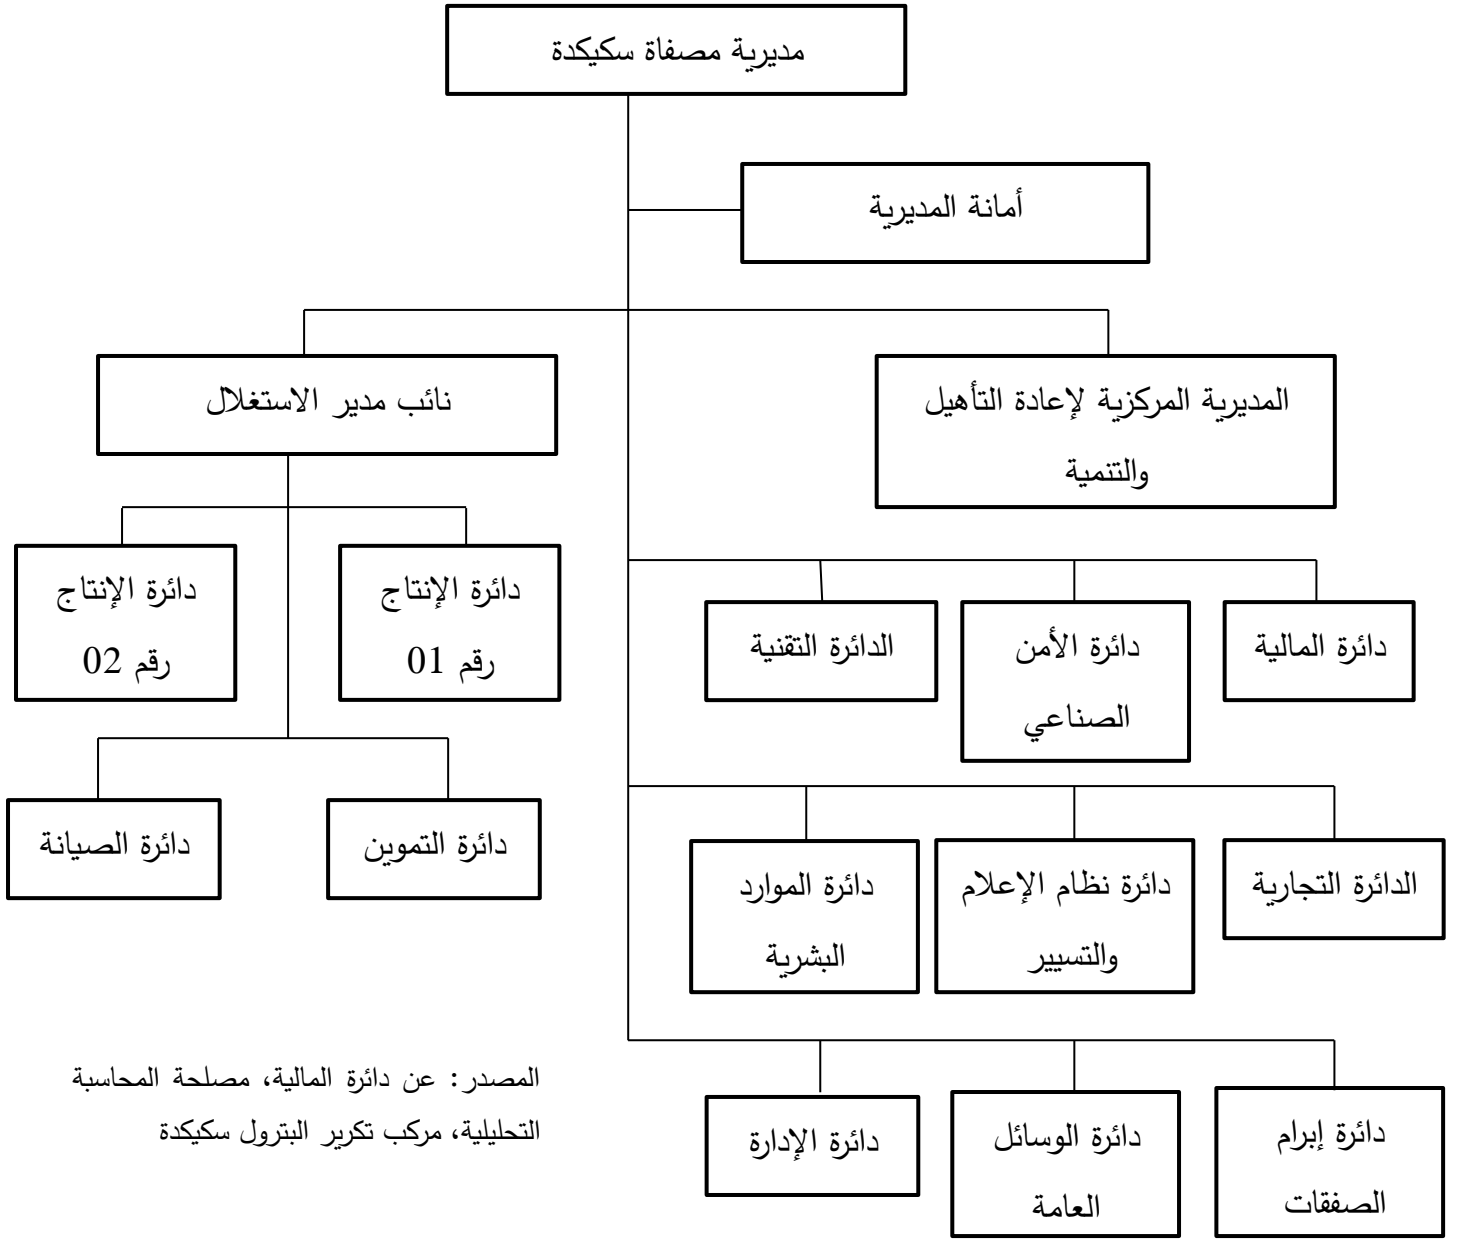 مديرية مصفاة سكيكدة
أمانة المديرية
المديرية المركزية لإعادة التأهيل
والتنمية
نائب مدير الاستغلال
دائرة الإنتاج
رقم 01
دائرة الإنتاج
رقم 02
دائرة المالية
دائرة الأمن
الصناعي
الدائرة التقنية
دائرة التموين
دائرة الصيانة
الدائرة التجارية
دائرة نظام الإعلام
والتسيير
دائرة الموارد
البشرية
دائرة إبرام
الصفقات
دائرة الوسائل
العامة
دائرة الإدارة
المصدر: عن دائرة المالية، مصلحة المحاسبة
التحليلية، مركب تكرير البترول سكيكدة